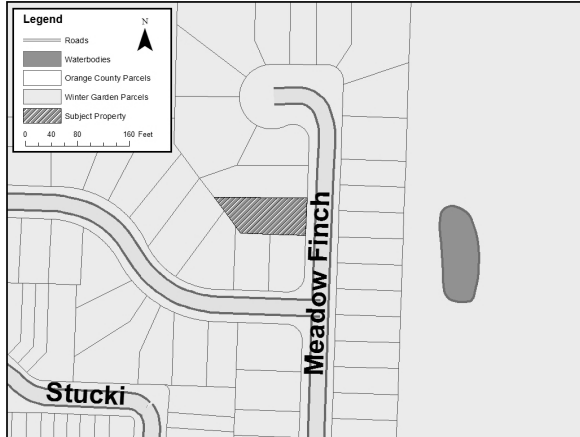 Legend
N
Roads
Waterbodies
Orange County Parcels
Winter Garden Parcels
Subject Property
0 40 80 160 Feet
Meadow Finch
Stucki